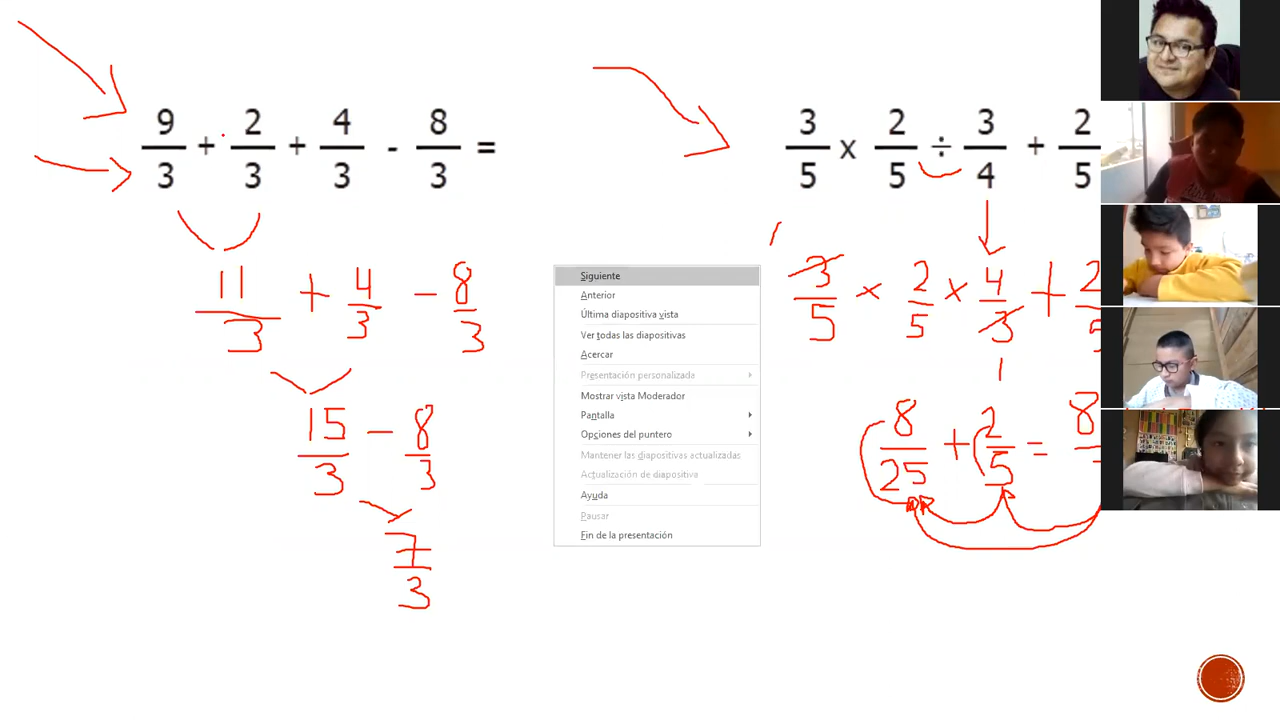 9/3 + 2/3 + 4/3 - 8/3 =
11/3 + 4/3 - 8/3
15/3 - 8/3
7/3
Siguiente
Anterior
Última diapositiva vista
Ver todas las diapositivas
Acercar
Presentación personalizada
Mostrar vista Moderador
Pantalla
Opciones del puntero
Mantener las diapositivas actualizadas
Actualización de diapositiva
Ayuda
Pausar
Fin de la presentación
3/5 x 2/5 ÷ 3/4 + 2/5
1
3/5 x 2/5 x 4/3 + 2/5
1
8/25 + 2/5 = 8